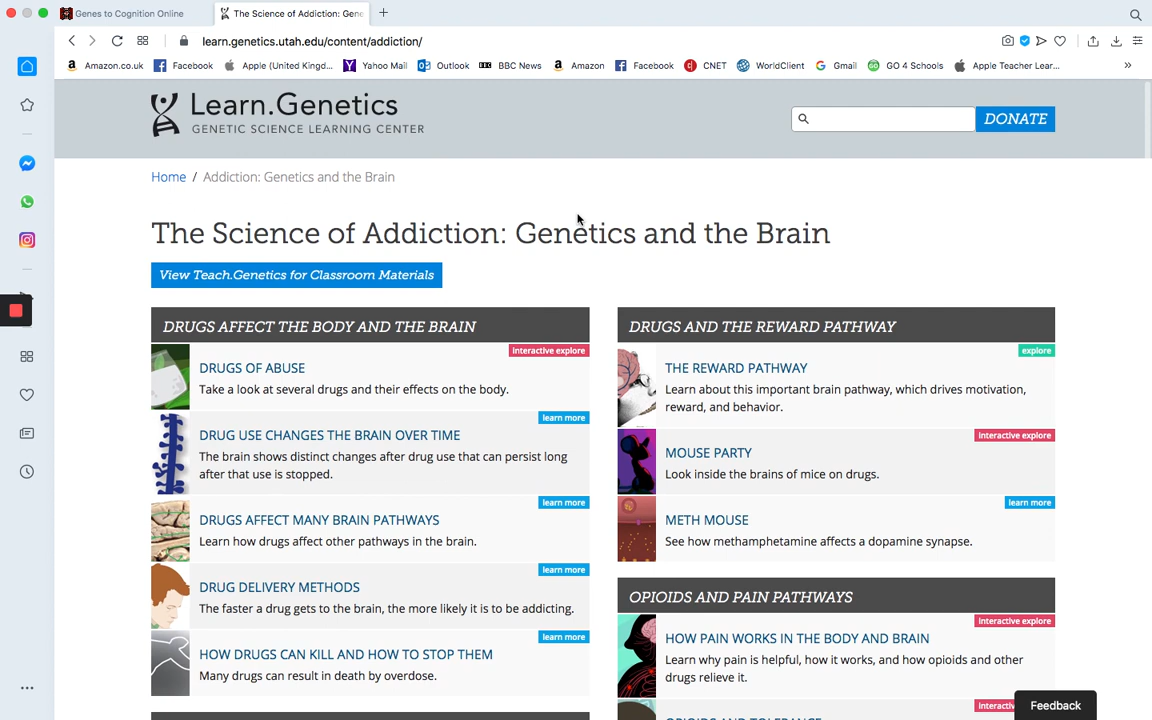 Genes to Cognition Online
The Science of Addiction: Gene
learn.genetics.utah.edu/content/addiction/
Amazon.co.uk Facebook Apple (United Kingd... Yahoo Mail Outlook BBC News Amazon Facebook CNET WorldClient Gmail GO 4 Schools Apple Teacher Lear... »
Learn.Genetics
GENETIC SCIENCE LEARNING CENTER
DONATE
Home / Addiction: Genetics and the Brain
The Science of Addiction: Genetics and the Brain
View Teach.Genetics for Classroom Materials
DRUGS AFFECT THE BODY AND THE BRAIN
Interactive explore
DRUGS OF ABUSE
Take a look at several drugs and their effects on the body.
learn more
DRUG USE CHANGES THE BRAIN OVER TIME
The brain shows distinct changes after drug use that can persist long
after that use is stopped.
learn more
DRUGS AFFECT MANY BRAIN PATHWAYS
Learn how drugs affect other pathways in the brain.
learn more
DRUG DELIVERY METHODS
The faster a drug gets to the brain, the more likely it is to be addicting.
learn more
HOW DRUGS CAN KILL AND HOW TO STOP THEM
Many drugs can result in death by overdose.
DRUGS AND THE REWARD PATHWAY
explore
THE REWARD PATHWAY
Learn about this important brain pathway, which drives motivation,
reward, and behavior.
Interactive explore
MOUSE PARTY
Look inside the brains of mice on drugs.
learn more
METH MOUSE
See how methamphetamine affects a dopamine synapse.
OPIOIDS AND PAIN PATHWAYS
Interactive explore
HOW PAIN WORKS IN THE BODY AND BRAIN
Learn why pain is helpful, how it works, and how opioids and other
drugs relieve it.
OPIOIDS AND TOLERANCE
Feedback